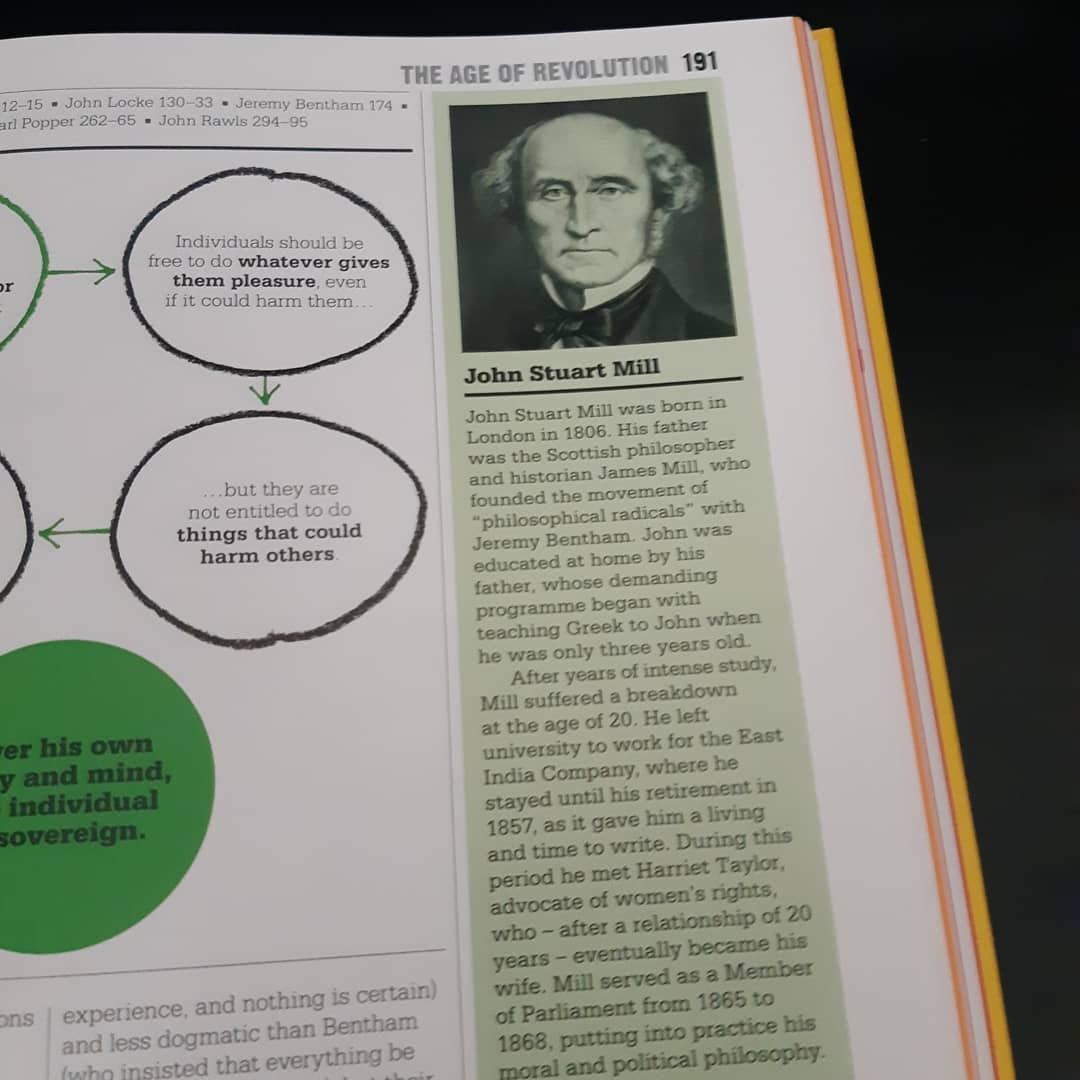 THE AGE OF REVOLUTION 191
12–15 ▪ John Locke 130–33 ▪ Jeremy Bentham 174 ▪
Popper 262–65 ▪ John Rawls 294–95
Individuals should be
free to do whatever gives
them pleasure, even
if it could harm them...
...but they are
not entitled to do
things that could
harm others.
his own
and mind,
individual
sovereign.
experience, and nothing is certain)
and less dogmatic than Bentham
(who insisted that everything be
John Stuart Mill
John Stuart Mill was born in
London in 1806. His father
was the Scottish philosopher
and historian James Mill, who
founded the movement of
“philosophical radicals” with
Jeremy Bentham. John was
educated at home by his
father, whose demanding
programme began with
teaching Greek to John when
he was only three years old.
After years of intense study,
Mill suffered a breakdown
at the age of 20. He left
university to work for the East
India Company, where he
stayed until his retirement in
1857, as it gave him a living
and time to write. During this
period he met Harriet Taylor,
advocate of women's rights,
who – after a relationship of 20
years – eventually became his
wife. Mill served as a Member
of Parliament from 1865 to
1868, putting into practice his
moral and political philosophy.